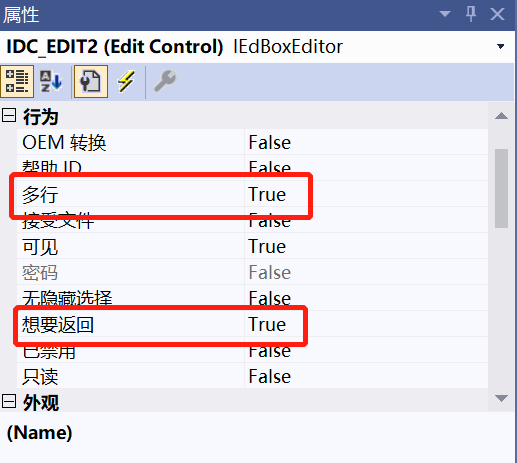 属性
IDC_EDIT2 (Edit Control) IEdBoxEditor
行为
OEM 转换 False
帮助 ID False
多行 True
接受文件 False
可见 True
密码 False
无隐藏选择 False
想要返回 True
已禁用 False
只读 False
外观
(Name)